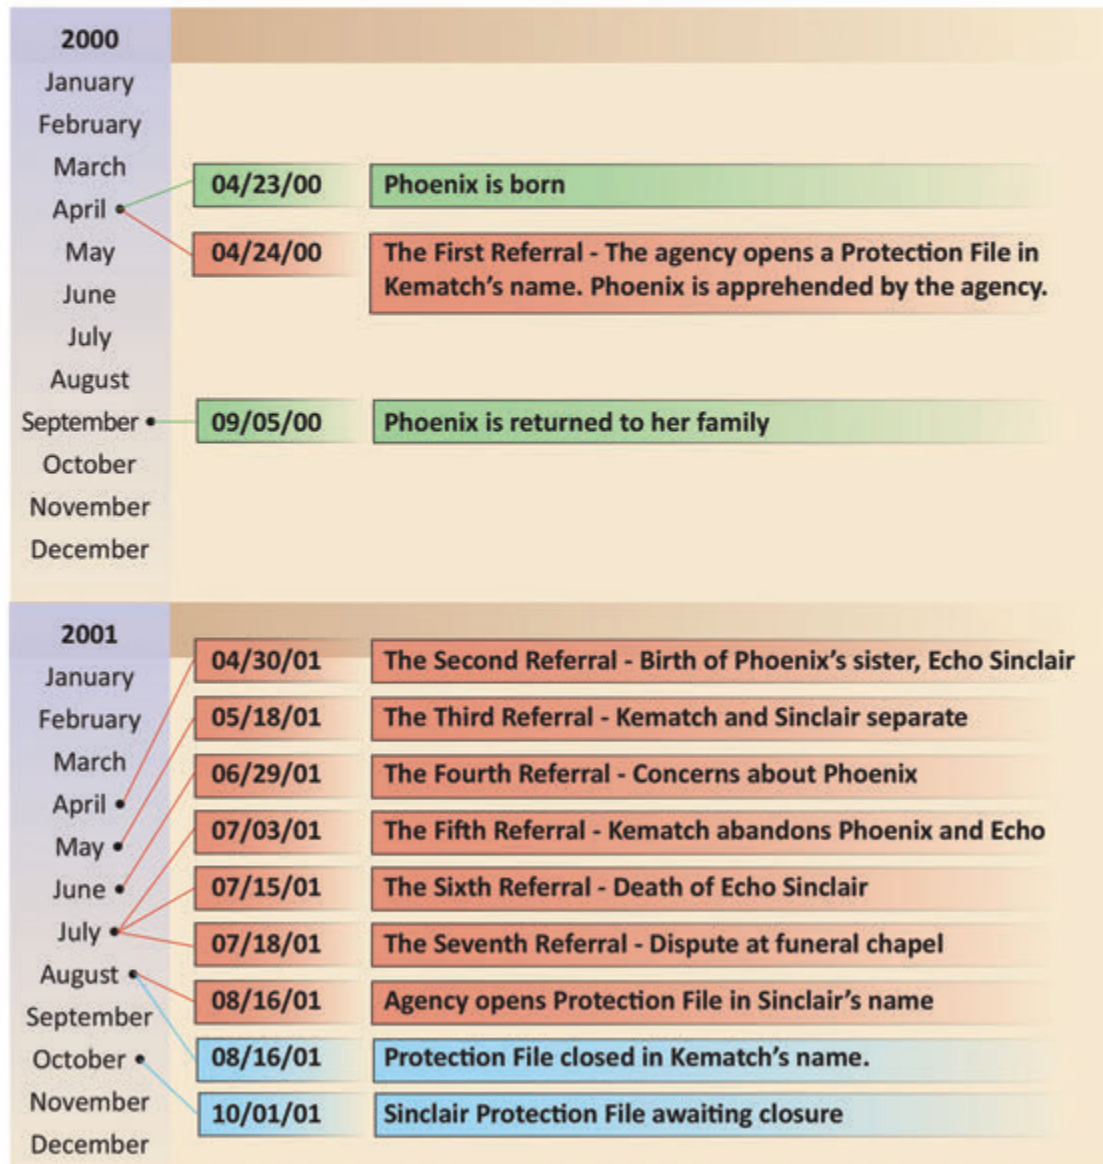 2000
January
February
March
April
May
June
July
August
September
October
November
December
04/23/00 Phoenix is born
04/24/00 The First Referral - The agency opens a Protection File in
Kematch’s name. Phoenix is apprehended by the agency.
09/05/00 Phoenix is returned to her family
2001
January
February
March
April
May
June
July
August
September
October
November
December
04/30/01 The Second Referral - Birth of Phoenix’s sister, Echo Sinclair
05/18/01 The Third Referral - Kematch and Sinclair separate
06/29/01 The Fourth Referral - Concerns about Phoenix
07/03/01 The Fifth Referral - Kematch abandons Phoenix and Echo
07/15/01 The Sixth Referral - Death of Echo Sinclair
07/18/01 The Seventh Referral - Dispute at funeral chapel
08/16/01 Agency opens Protection File in Sinclair’s name
08/16/01 Protection File closed in Kematch’s name.
10/01/01 Sinclair Protection File awaiting closure